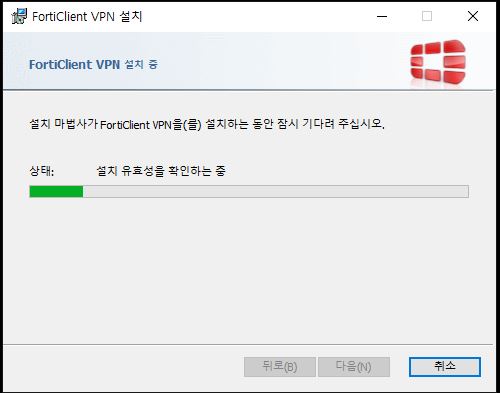 FortiClient VPN 설치
FortiClient VPN 설치 중
설치 마법사가 FortiClient VPN을(를) 설치하는 동안 잠시 기다려 주십시오.
상태: 설치 유효성을 확인하는 중
뒤로(B) 다음(N) 취소